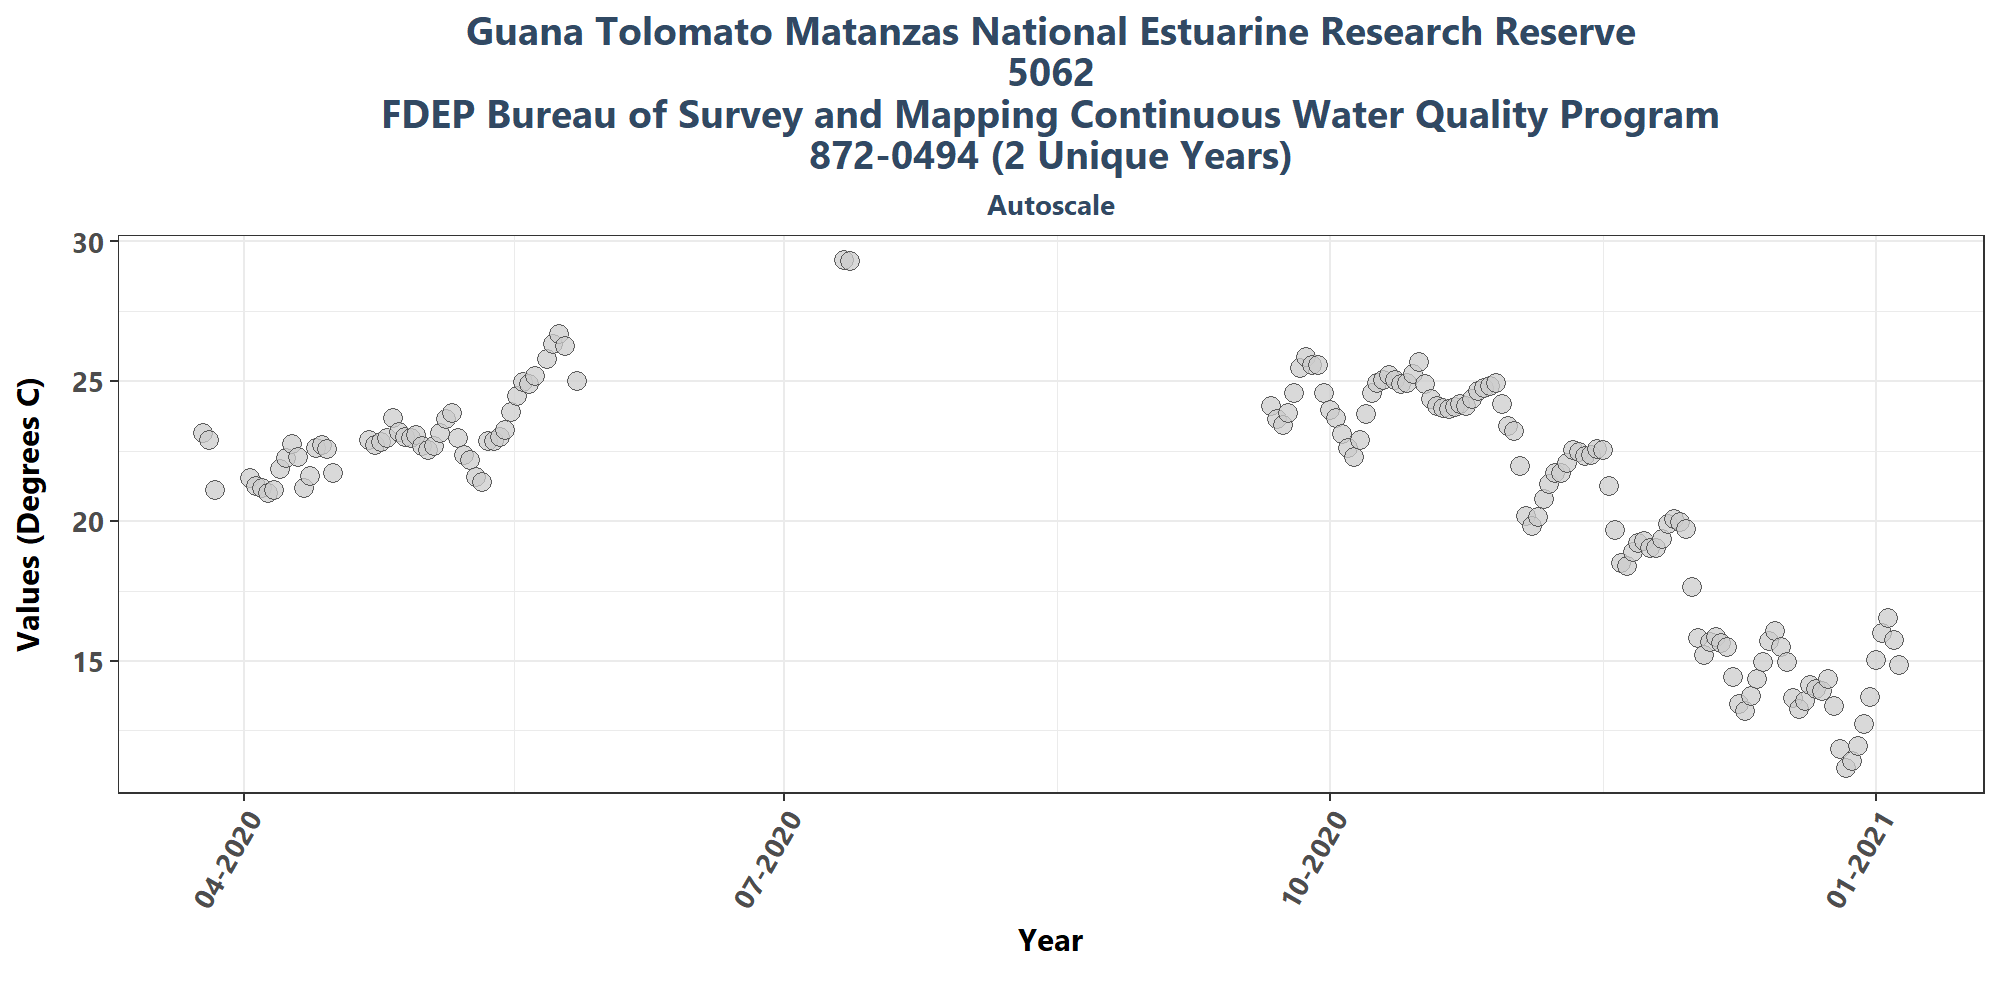 Guana Tolomato Matanzas National Estuarine Research Reserve
5062
FDEP Bureau of Survey and Mapping Continuous Water Quality Program
872-0494 (2 Unique Years)
Autoscale
30
25
20
15
Values (Degrees C)
04-2020
07-2020
10-2020
01-2021
Year